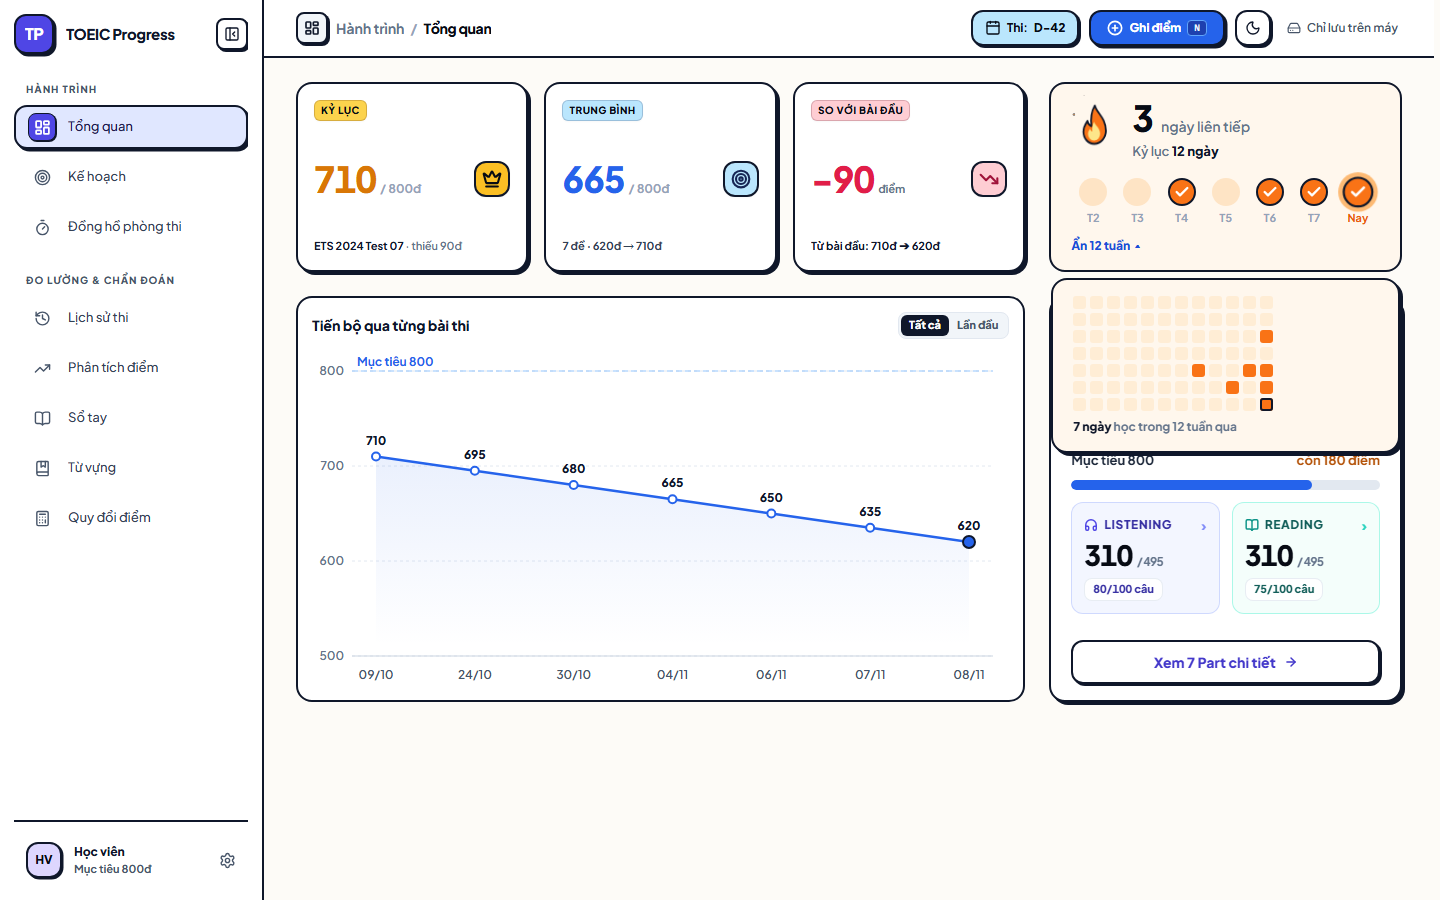 TP
TOEIC Progress
HÀNH TRÌNH
Tổng quan
Kế hoạch
Đồng hồ phòng thi
ĐO LƯỜNG & CHẨN ĐOÁN
Lịch sử thi
Phân tích điểm
Sổ tay
Từ vựng
Quy đổi điểm
HV
Học viên
Mục tiêu 800đ
Hành trình / Tổng quan
Thi: D-42
Ghi điểm N
Chỉ lưu trên máy
KỶ LỤC
710 / 800đ
ETS 2024 Test 07 · thiếu 90đ
TRUNG BÌNH
665 / 800đ
7 đề · 620đ → 710đ
SO VỚI BÀI ĐẦU
−90 điểm
Từ bài đầu: 710đ ➔ 620đ
3 ngày liên tiếp
Kỷ lục 12 ngày
T2 T3 T4 T5 T6 T7 Nay
Ẩn 12 tuần
7 ngày học trong 12 tuần qua
Tiến bộ qua từng bài thi
Tất cả Lần đầu
Mục tiêu 800
800
700
600
500
710
695
680
665
650
635
620
09/10 24/10 30/10 04/11 06/11 07/11 08/11
Mục tiêu 800 còn 180 điểm
LISTENING ›
310 /495
80/100 câu
READING ›
310 /495
75/100 câu
Xem 7 Part chi tiết →